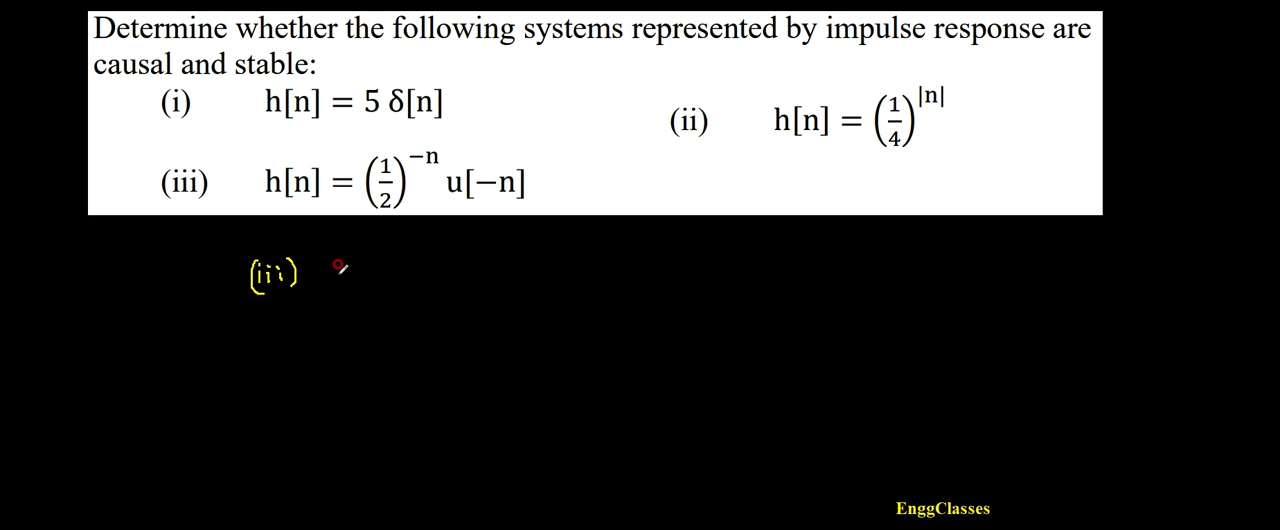 Determine whether the following systems represented by impulse response are
causal and stable:
(i) h[n] = 5 δ[n]
(ii) h[n] = (1/4)^|n|
(iii) h[n] = (1/2)^−n u[−n]
(iii)
EnggClasses